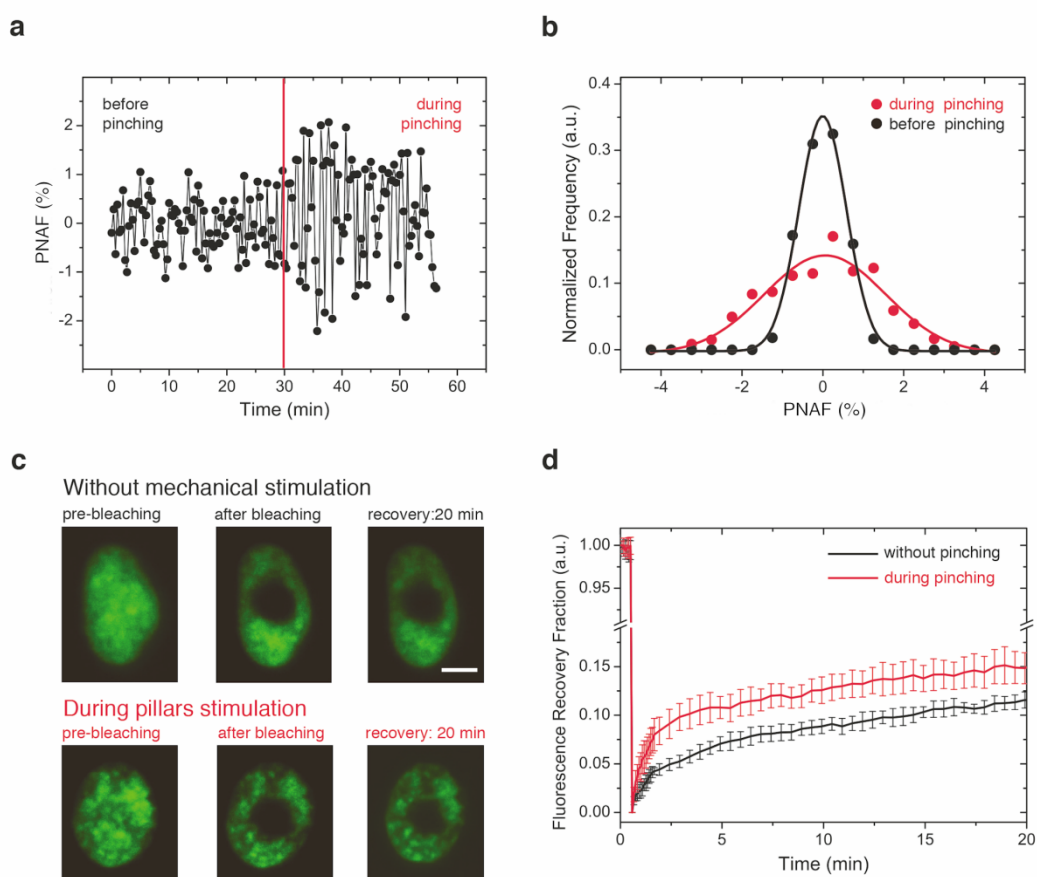 a
before
pinching
during
pinching
PNAF (%)
2
1
0
-1
-2
0
10
20
30
40
50
60
Time (min)
b
during pinching
before pinching
Normalized Frequency (a.u.)
0.4
0.3
0.2
0.1
0.0
-4
-2
0
2
4
PNAF (%)
c
Without mechanical stimulation
pre-bleaching
after bleaching
recovery:20 min
During pillars stimulation
pre-bleaching
after bleaching
recovery: 20 min
d
without pinching
during pinching
Fluorescence Recovery Fraction (a.u.)
1.00
0.95
0.15
0.10
0.05
0.00
0
5
10
15
20
Time (min)